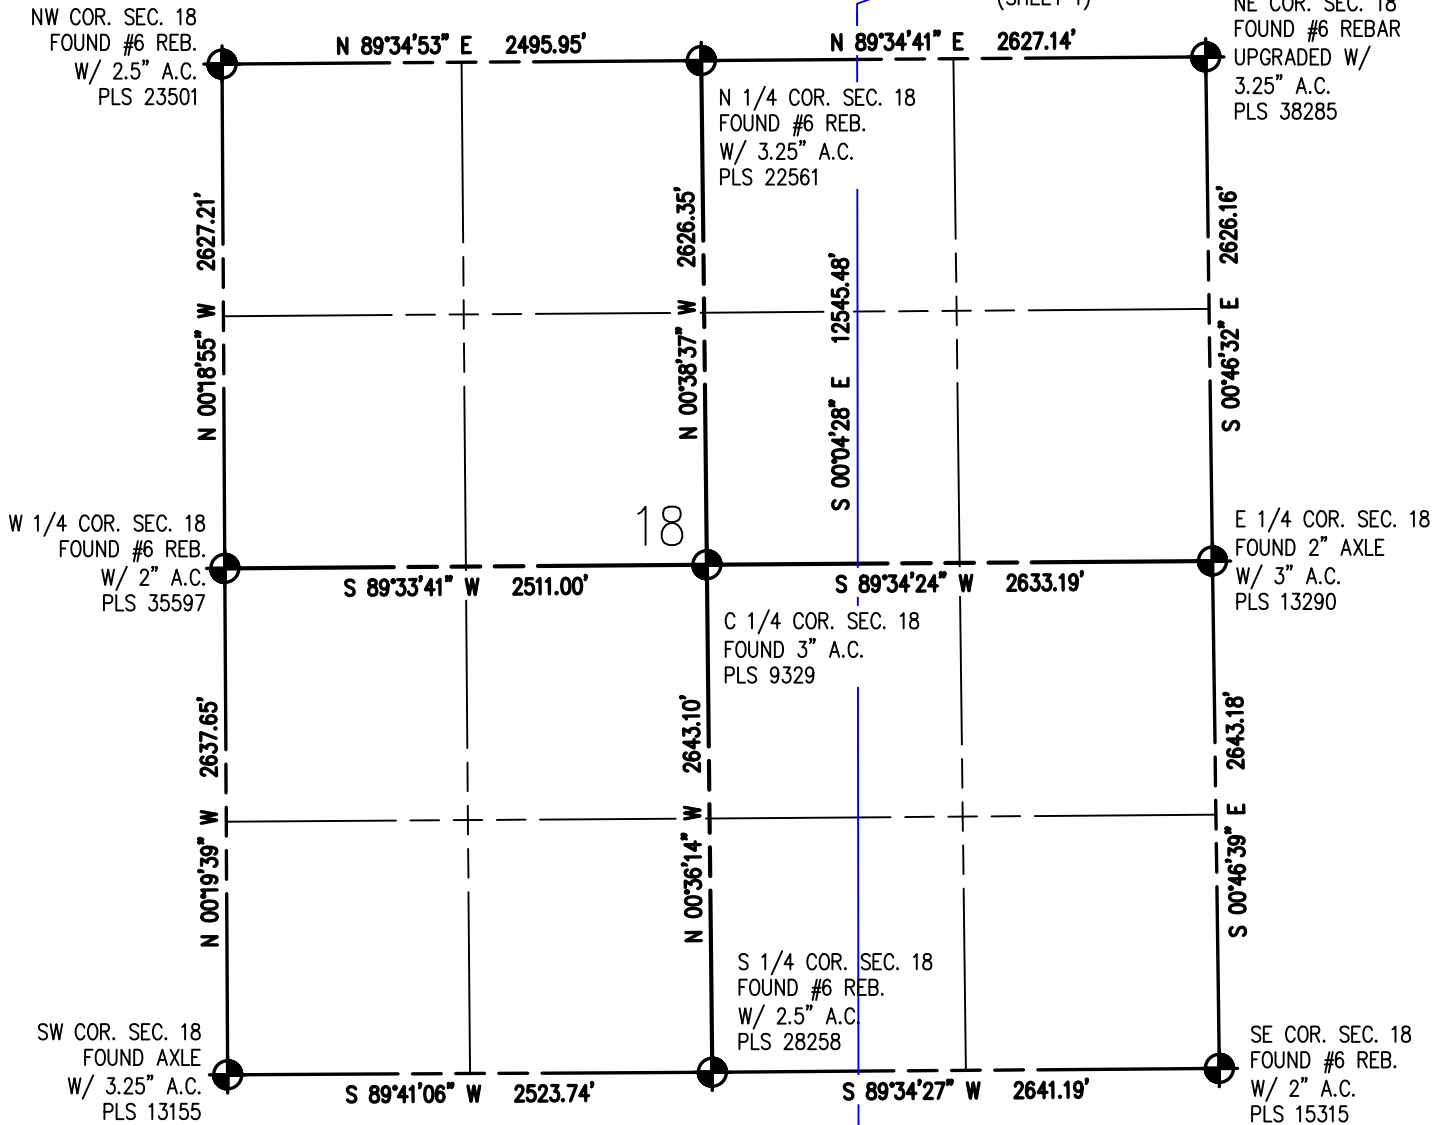 (SHEET 1)
NW COR. SEC. 18
FOUND #6 REB.
W/ 2.5" A.C.
PLS 23501
N 89°34'53" E 2495.95'
N 89°34'41" E 2627.14'
NE COR. SEC. 18
FOUND #6 REBAR
UPGRADED W/
3.25" A.C.
PLS 38285
N 1/4 COR. SEC. 18
FOUND #6 REB.
W/ 3.25" A.C.
PLS 22561
N 00°18'55" W 2627.21'
N 00°38'37" W 2626.35'
S 00°04'28" E 12545.48'
S 00°46'32" E 2626.16'
18
W 1/4 COR. SEC. 18
FOUND #6 REB.
W/ 2" A.C.
PLS 35597
S 89°33'41" W 2511.00'
S 89°34'24" W 2633.19'
E 1/4 COR. SEC. 18
FOUND 2" AXLE
W/ 3" A.C.
PLS 13290
C 1/4 COR. SEC. 18
FOUND 3" A.C.
PLS 9329
N 00°19'39" W 2637.65'
N 00°36'14" W 2643.10'
S 00°46'39" E 2643.18'
S 1/4 COR. SEC. 18
FOUND #6 REB.
W/ 2.5" A.C.
PLS 28258
SW COR. SEC. 18
FOUND AXLE
W/ 3.25" A.C.
PLS 13155
S 89°41'06" W 2523.74'
S 89°34'27" W 2641.19'
SE COR. SEC. 18
FOUND #6 REB.
W/ 2" A.C.
PLS 15315